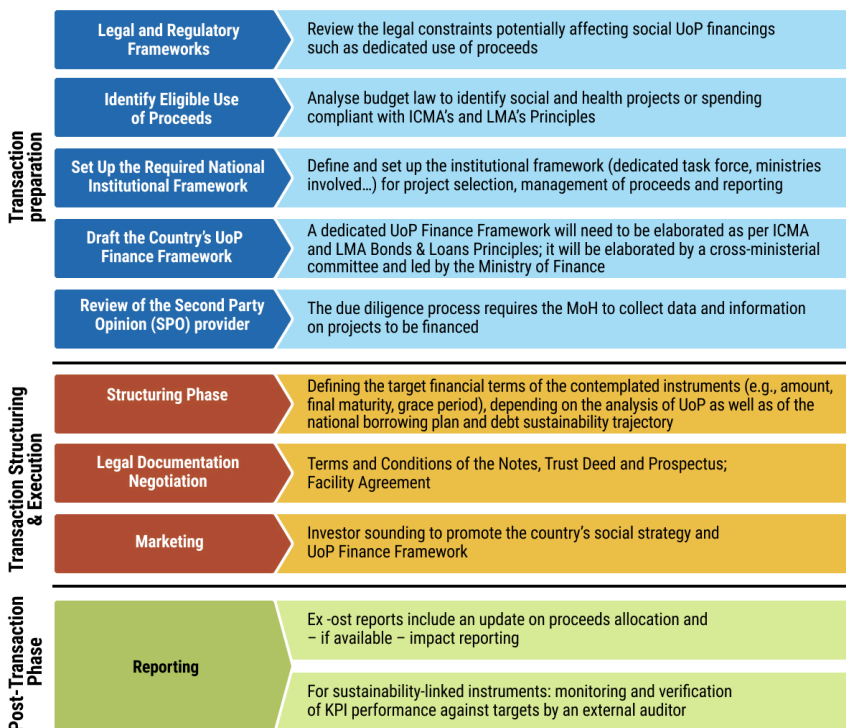 Transaction
preparation
Legal and Regulatory
Frameworks
Review the legal constraints potentially affecting social UoP financings
such as dedicated use of proceeds
Identify Eligible Use
of Proceeds
Analyse budget law to identify social and health projects or spending
compliant with ICMA's and LMA's Principles
Set Up the Required National
Institutional Framework
Define and set up the institutional framework (dedicated task force, ministries
involved…) for project selection, management of proceeds and reporting
Draft the Country's UoP
Finance Framework
A dedicated UoP Finance Framework will need to be elaborated as per ICMA
and LMA Bonds & Loans Principles; it will be elaborated by a cross-ministerial
committee and led by the Ministry of Finance
Review of the Second Party
Opinion (SPO) provider
The due diligence process requires the MoH to collect data and information
on projects to be financed
Transaction Structuring
& Execution
Structuring Phase
Defining the target financial terms of the contemplated instruments (e.g., amount,
final maturity, grace period), depending on the analysis of UoP as well as of the
national borrowing plan and debt sustainability trajectory
Legal Documentation
Negotiation
Terms and Conditions of the Notes, Trust Deed and Prospectus;
Facility Agreement
Marketing
Investor sounding to promote the country's social strategy and
UoP Finance Framework
Post-Transaction
Phase
Reporting
Ex -ost reports include an update on proceeds allocation and
– if available – impact reporting
For sustainability-linked instruments: monitoring and verification
of KPI performance against targets by an external auditor